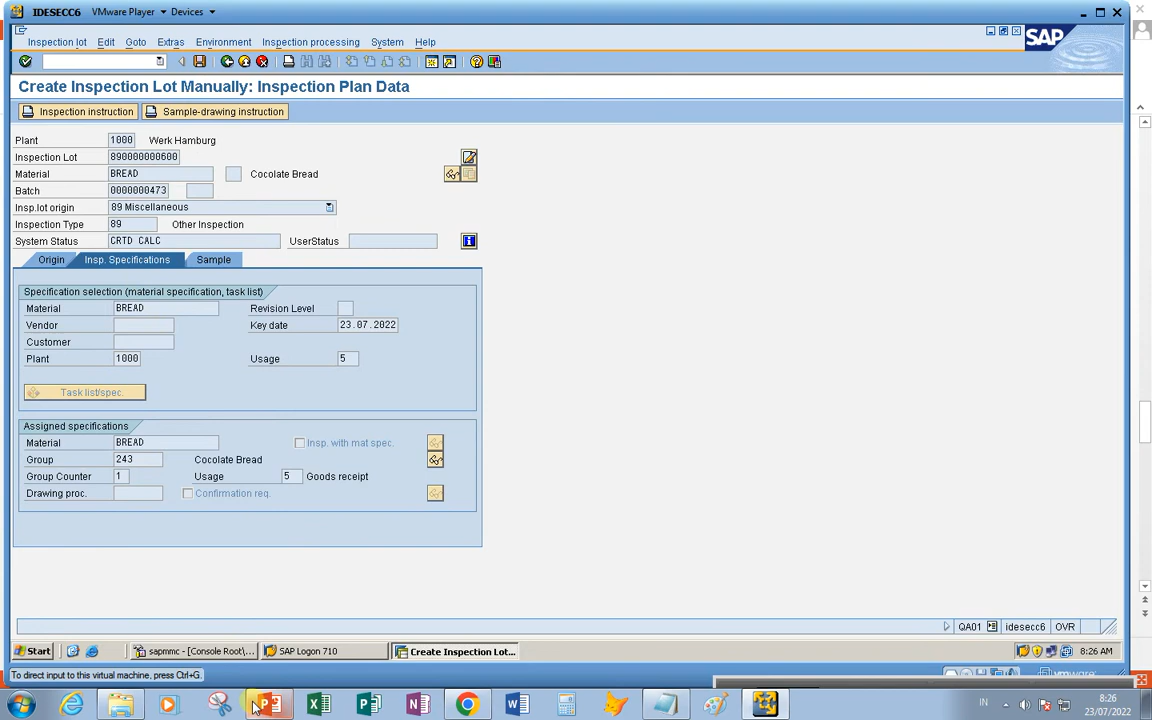 IDESECC6 VMware Player Devices
Inspection lot Edit Goto Extras Environment Inspection processing System Help
SAP
Create Inspection Lot Manually: Inspection Plan Data
Inspection instruction Sample-drawing instruction
Plant 1000 Werk Hamburg
Inspection Lot 890000000600
Material BREAD Cocolate Bread
Batch 0000000473
Insp.lot origin 89 Miscellaneous
Inspection Type 89 Other Inspection
System Status CRTD CALC UserStatus
Origin Insp. Specifications Sample
Specification selection (material specification, task list)
Material BREAD Revision Level
Vendor Key date 23.07.2022
Customer
Plant 1000 Usage 5
Task list/spec.
Assigned specifications
Material BREAD Insp. with mat spec.
Group 243 Cocolate Bread
Group Counter 1 Usage 5 Goods receipt
Drawing proc. Confirmation req.
QA01 idesecc6 OVR
Start sapmmc - [Console Root\... SAP Logon 710 Create Inspection Lot... 8:26 AM
To direct input to this virtual machine, press Ctrl+G. vmware
IN 8:26
23/07/2022